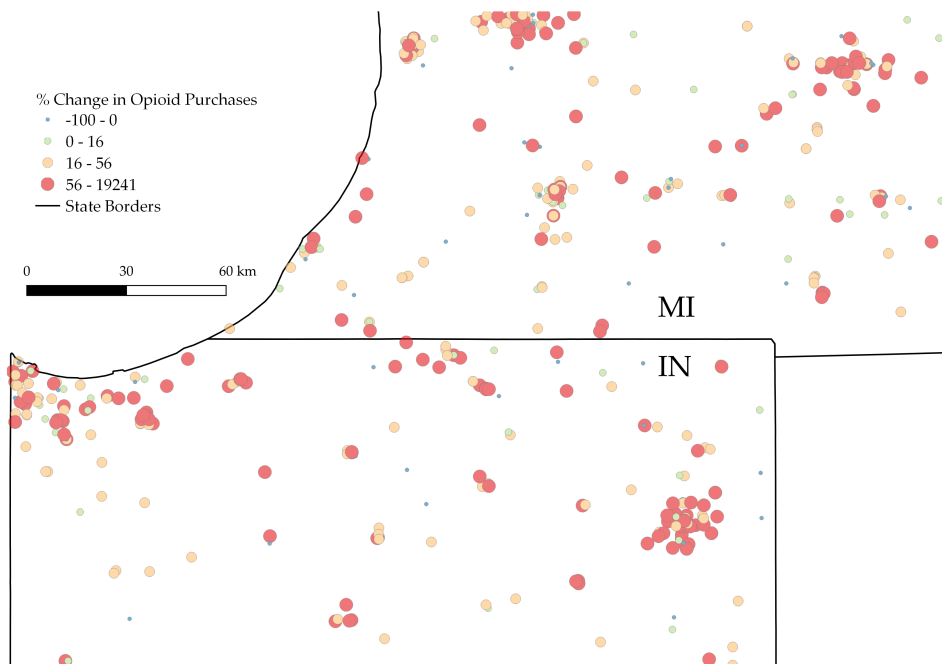 % Change in Opioid Purchases
-100 - 0
0 - 16
16 - 56
56 - 19241
State Borders
0 30 60 km
MI
IN